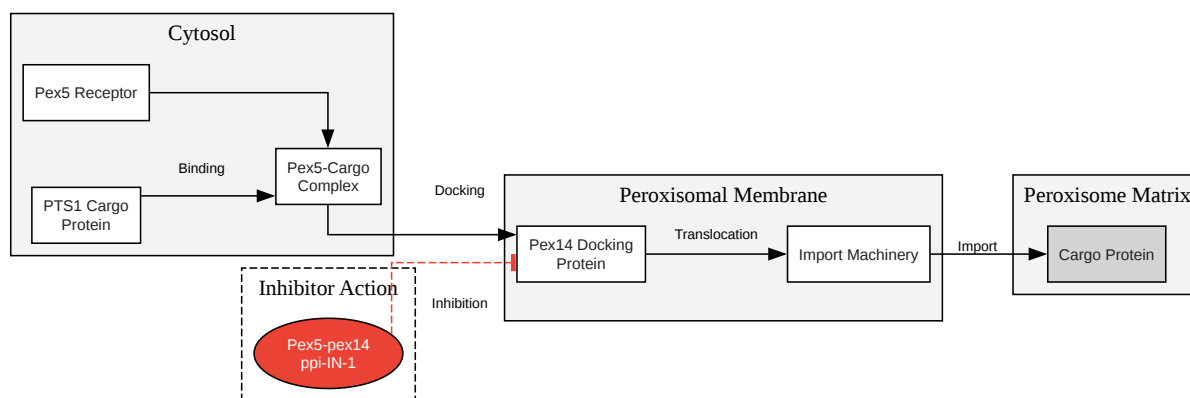 Cytosol
Pex5 Receptor
Binding
Pex5-Cargo
Complex
PTS1 Cargo
Protein
Docking
Peroxisomal Membrane
Peroxisome Matrix
Pex14 Docking
Protein
Translocation
Import Machinery
Import
Cargo Protein
Inhibitor Action
Inhibition
Pex5-pex14
ppi-IN-1